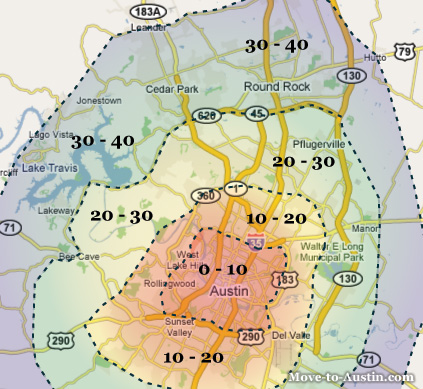 183A
Leander
30 - 40
79
Hutto
130
Cedar Park
Round Rock
Jonestown
620
45
Lago Vista
30 - 40
Pflugerville
20 - 30
Lake Travis
360
1
Lakeway
20 - 30
10 - 20
71
Manor
35
Walter E Long
Municipal Park
West
Lake Hills
Bee Cave
0 - 10
Rollingwood
183
130
Austin
Sunset
Valley
290
290
Del Valle
10 - 20
71
Move-to-Austin.com